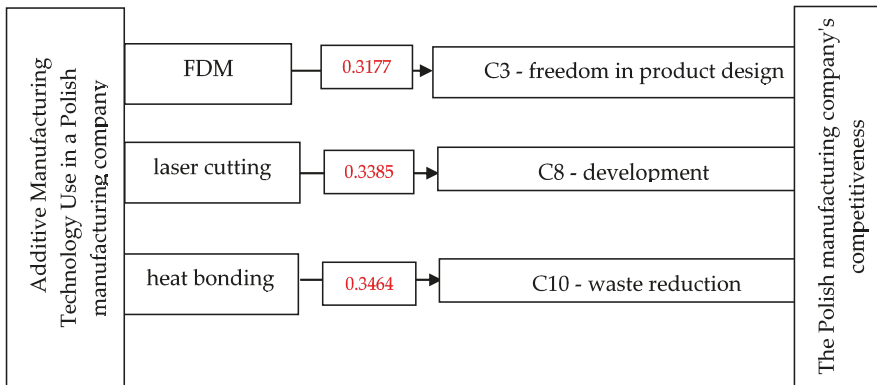 Additive Manufacturing
Technology Use in a Polish
manufacturing company
FDM
0.3177
C3 - freedom in product design
laser cutting
0.3385
C8 - development
heat bonding
0.3464
C10 - waste reduction
The Polish manufacturing company's
competitiveness